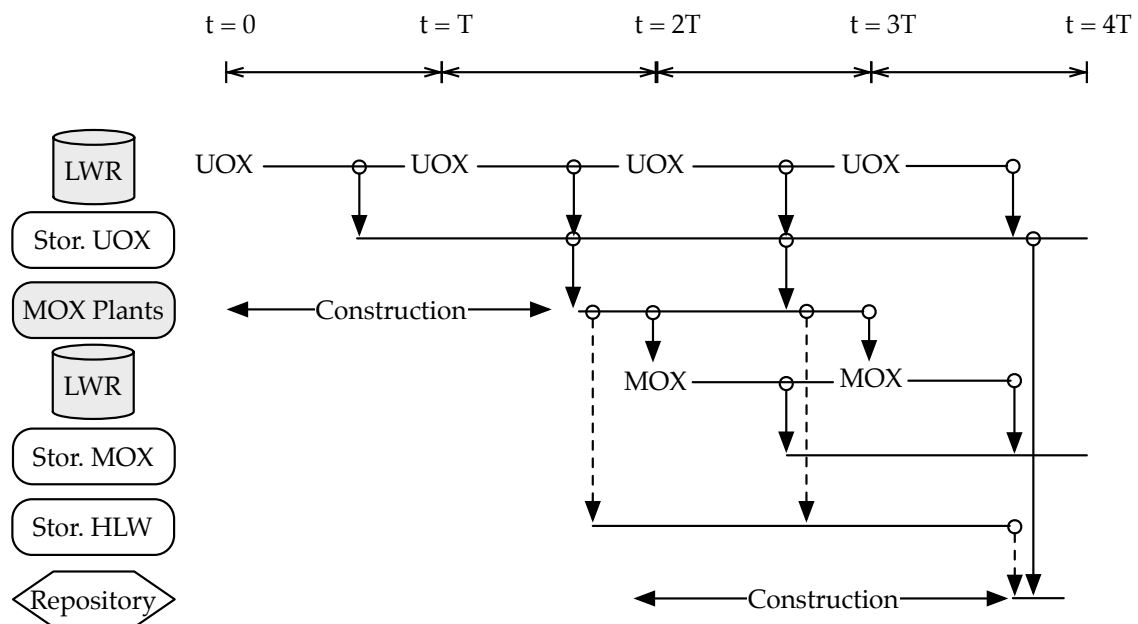 t = 0 t = T t = 2T t = 3T t = 4T
LWR UOX UOX UOX UOX
Stor. UOX
MOX Plants Construction
LWR MOX MOX
Stor. MOX
Stor. HLW
Repository Construction